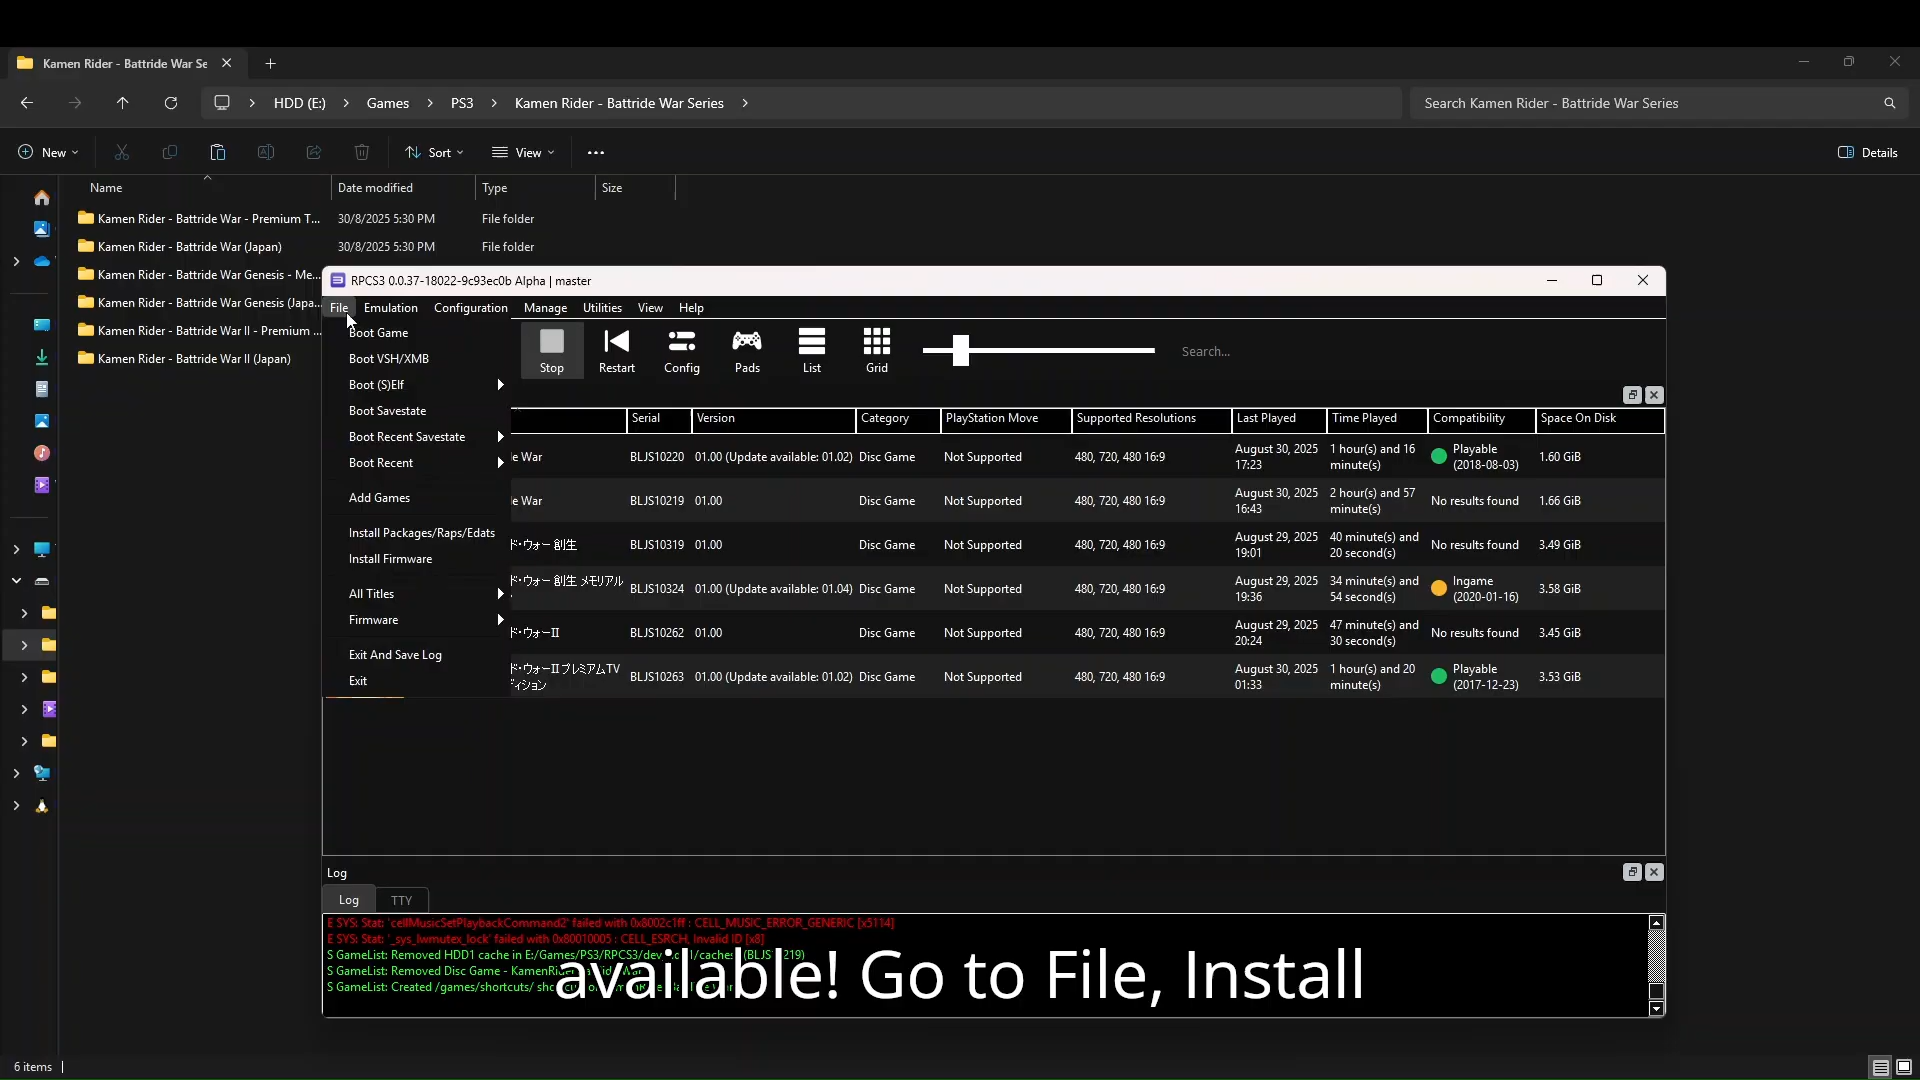 Kamen Rider - Battride War Se
HDD (E:) > Games > PS3 > Kamen Rider - Battride War Series >
Search Kamen Rider - Battride War Series
New
Sort
View
Details
Name
Date modified
Type
Size
Kamen Rider - Battride War - Premium T... 30/8/2025 5:30 PM File folder
Kamen Rider - Battride War (Japan) 30/8/2025 5:30 PM File folder
Kamen Rider - Battride War Genesis - Me...
Kamen Rider - Battride War Genesis (Japa...
Kamen Rider - Battride War II - Premium ...
Kamen Rider - Battride War II (Japan)
RPCS3 0.0.37-18022-9c93ec0b Alpha | master
File Emulation Configuration Manage Utilities View Help
Boot Game
Boot VSH/XMB
Boot (S)Elf
Boot Savestate
Boot Recent Savestate
Boot Recent
Add Games
Install Packages/Raps/Edats
Install Firmware
All Titles
Firmware
Exit And Save Log
Exit
Stop Restart Config Pads List Grid Search...
Serial Version Category PlayStation Move Supported Resolutions Last Played Time Played Compatibility Space On Disk
le War BLJS10220 01.00 (Update available: 01.02) Disc Game Not Supported 480, 720, 480 16:9 August 30, 2025 17:23 1 hour(s) and 16 minute(s) Playable (2018-08-03) 1.60 GiB
le War BLJS10219 01.00 Disc Game Not Supported 480, 720, 480 16:9 August 30, 2025 16:43 2 hour(s) and 57 minute(s) No results found 1.66 GiB
ド・ウォー 創生 BLJS10319 01.00 Disc Game Not Supported 480, 720, 480 16:9 August 29, 2025 19:01 40 minute(s) and 20 second(s) No results found 3.49 GiB
ド・ウォー 創生 メモリアル BLJS10324 01.00 (Update available: 01.04) Disc Game Not Supported 480, 720, 480 16:9 August 29, 2025 19:36 34 minute(s) and 54 second(s) Ingame (2020-01-16) 3.58 GiB
ド・ウォーII BLJS10262 01.00 Disc Game Not Supported 480, 720, 480 16:9 August 29, 2025 20:24 47 minute(s) and 30 second(s) No results found 3.45 GiB
ド・ウォーII プレミアムTV ィション BLJS10263 01.00 (Update available: 01.02) Disc Game Not Supported 480, 720, 480 16:9 August 30, 2025 01:33 1 hour(s) and 20 minute(s) Playable (2017-12-23) 3.53 GiB
Log
Log TTY
E SYS: Stat: 'cellMusicSetPlaybackCommand2' failed with 0x8002c1ff : CELL_MUSIC_ERROR_GENERIC [x5114]
E SYS: Stat: '_sys_lwmutex_lock' failed with 0x80010005 : CELL_ESRCH, Invalid ID [x8]
S GameList: Removed HDD1 cache in E:/Games/PS3/RPCS3/dev
S GameList: Removed Disc Game - KamenRider
S GameList: Created /games/shortcuts/
available! Go to File, Install
6 items